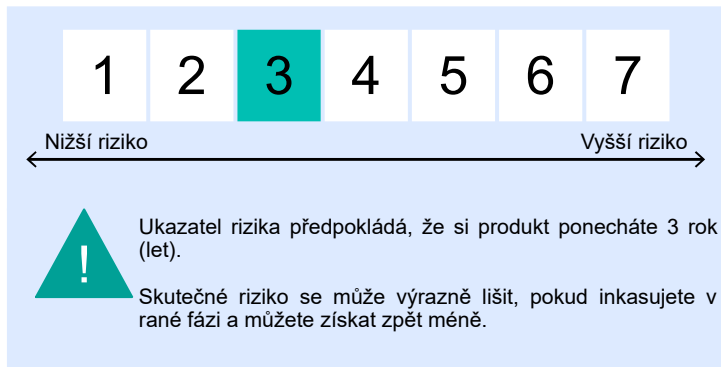 1 2 3 4 5 6 7
Nižší riziko Vyšší riziko
!
Ukazatel rizika předpokládá, že si produkt ponecháte 3 rok
(let).
Skutečné riziko se může výrazně lišit, pokud inkasujete v
rané fázi a můžete získat zpět méně.